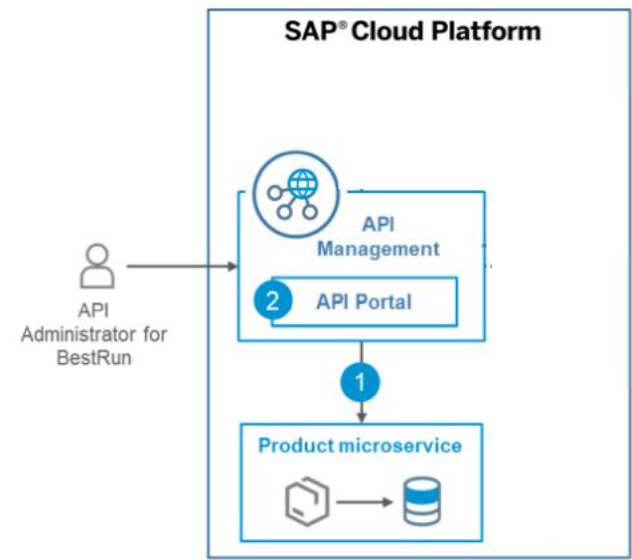 SAP® Cloud Platform
API
Management
2
API Portal
API
Administrator for
BestRun
1
Product microservice